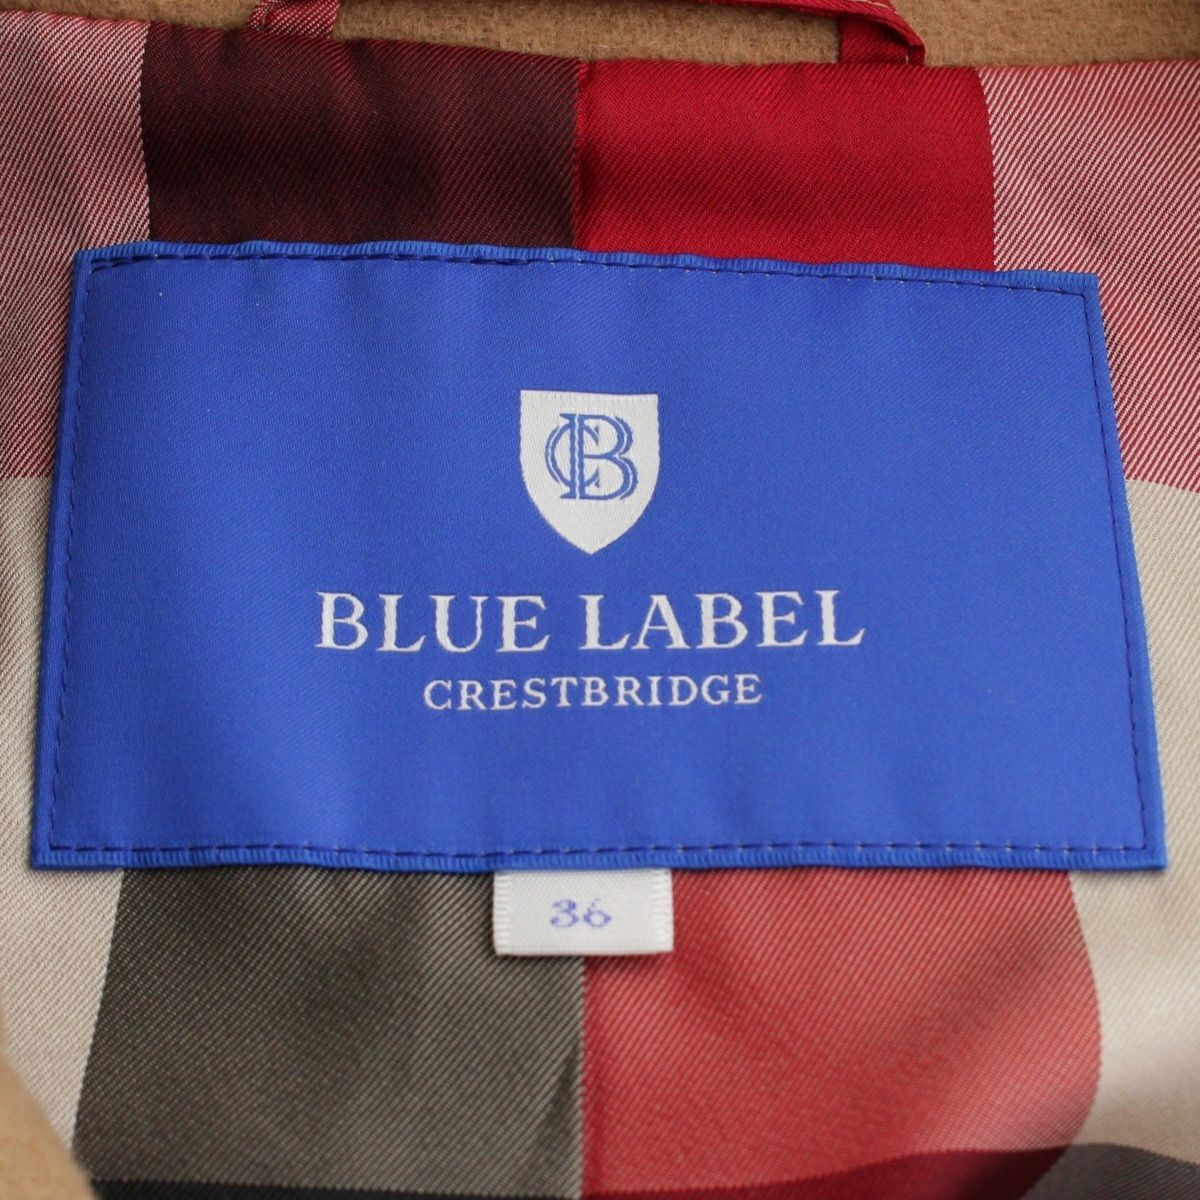 CB
BLUE LABEL
CRESTBRIDGE
36